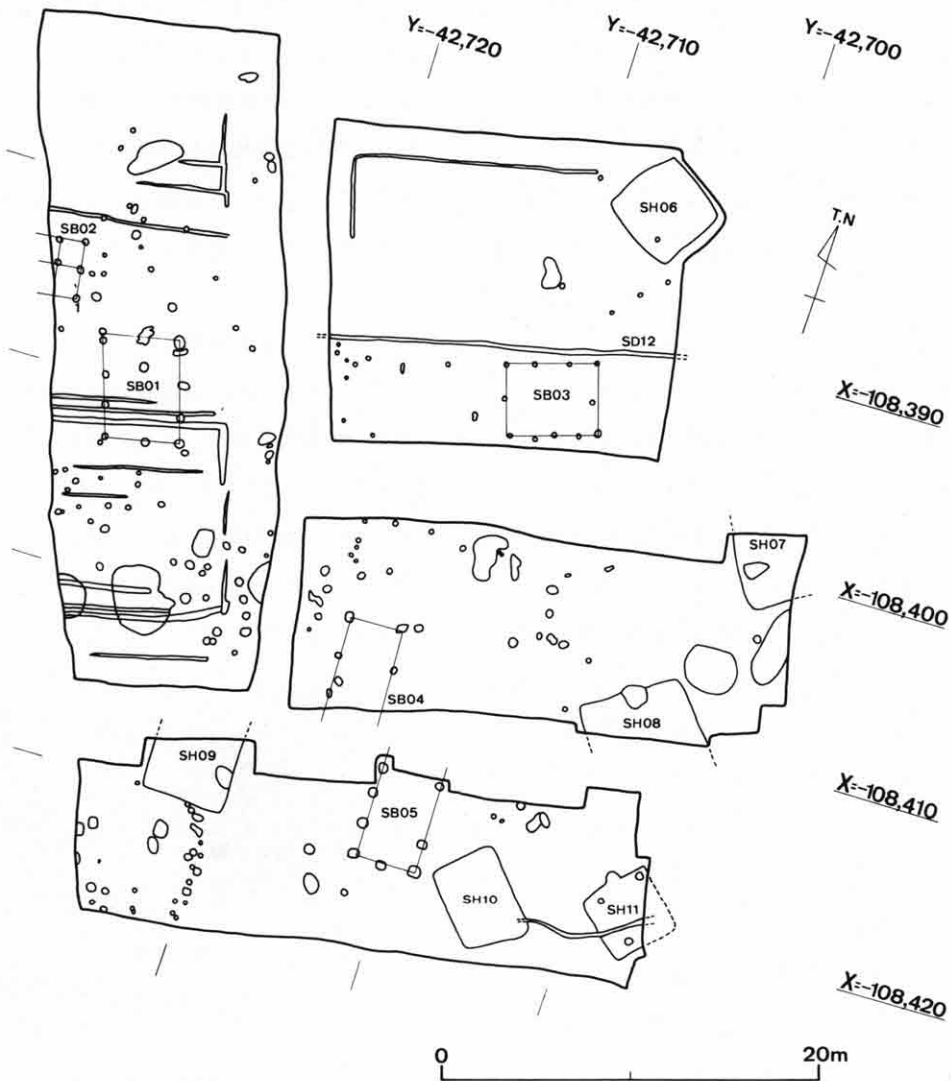 Y=-42,720
Y=-42,710
Y=-42,700
SH06
T.N
SB02
SD12
SB01
SB03
X=-108,390
SH07
X=-108,400
SB04
SH08
SH09
X=-108,410
SB05
SH10
SH11
X=-108,420
0
20m